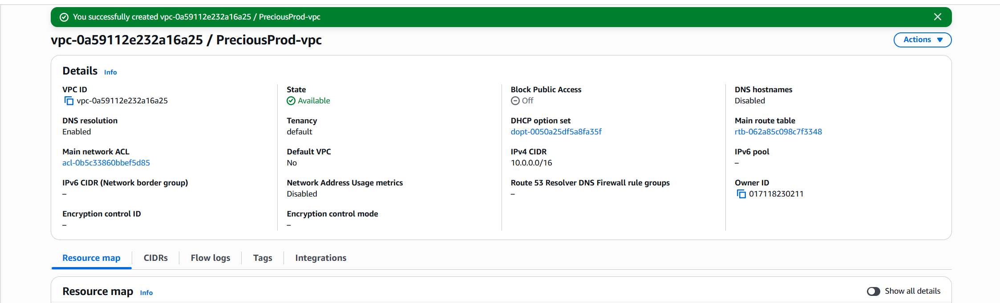 You successfully created vpc-0a59112e232a16a25 / PreciousProd-vpc
vpc-0a59112e232a16a25 / PreciousProd-vpc
Actions
Details Info
VPC ID
vpc-0a59112e232a16a25
State
Available
Block Public Access
Off
DNS hostnames
Disabled
DNS resolution
Enabled
Tenancy
default
DHCP option set
dopt-0050a25df5a8fa35f
Main route table
rtb-062a85c098c7f3348
Main network ACL
acl-0b5c33860bbef5d85
Default VPC
No
IPv4 CIDR
10.0.0.0/16
IPv6 pool
–
IPv6 CIDR (Network border group)
–
Network Address Usage metrics
Disabled
Route 53 Resolver DNS Firewall rule groups
–
Owner ID
017118230211
Encryption control ID
–
Encryption control mode
–
Resource map
CIDRs
Flow logs
Tags
Integrations
Resource map Info
Show all details